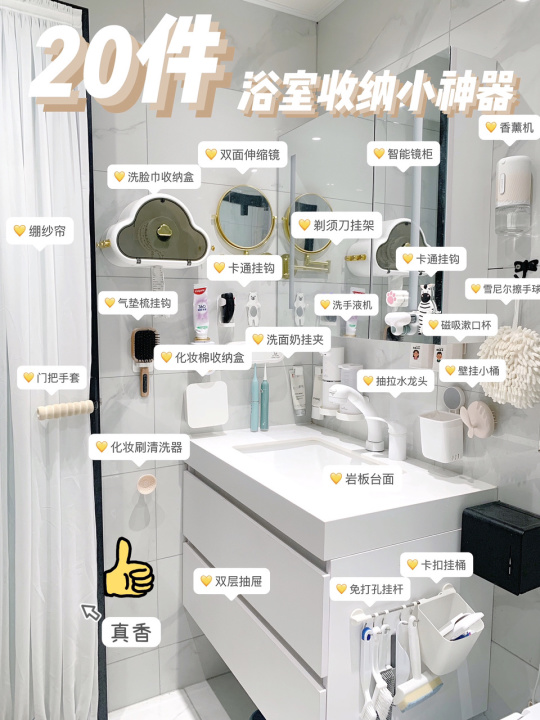 20件
浴室收纳小神器
💛 香薰机
💛 双面伸缩镜
💛 智能镜柜
💛 洗脸巾收纳盒
💛 绷纱帘
💛 剃须刀挂架
💛 卡通挂钩
💛 卡通挂钩
💛 雪尼尔擦手球
💛 气垫梳挂钩
💛 洗手液机
💛 磁吸漱口杯
💛 洗面奶挂夹
💛 化妆棉收纳盒
💛 门把手套
💛 抽拉水龙头
💛 壁挂小桶
💛 化妆刷清洗器
💛 岩板台面
💛 双层抽屉
💛 免打孔挂杆
💛 卡扣挂桶
真香